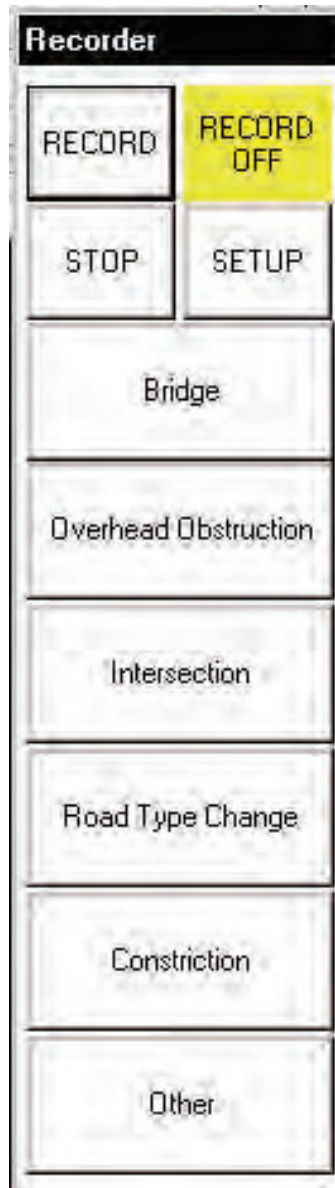 Recorder
RECORD
RECORD
OFF
STOP
SETUP
Bridge
Overhead Obstruction
Intersection
Road Type Change
Constriction
Other